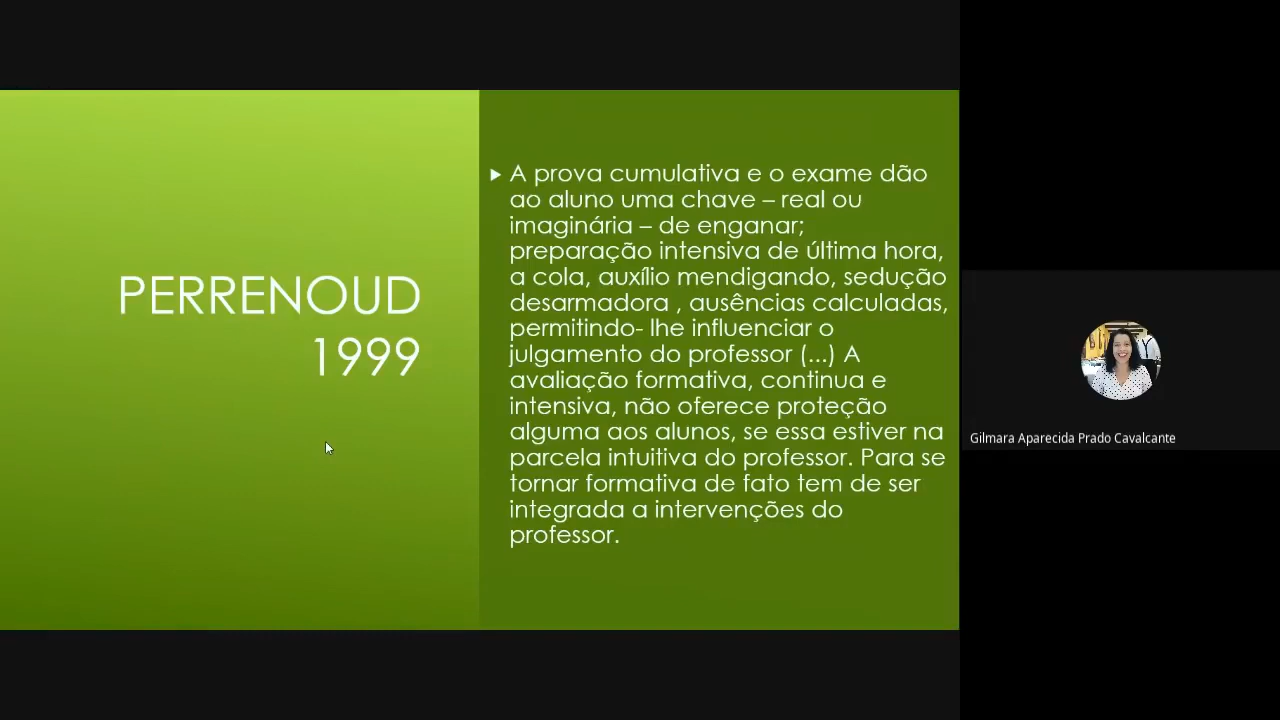 PERRENOUD
1999
A prova cumulativa e o exame dão
ao aluno uma chave – real ou
imaginária – de enganar;
preparação intensiva de última hora,
a cola, auxílio mendigando, sedução
desarmadora , ausências calculadas,
permitindo- lhe influenciar o
julgamento do professor (...) A
avaliação formativa, continua e
intensiva, não oferece proteção
alguma aos alunos, se essa estiver na
parcela intuitiva do professor. Para se
tornar formativa de fato tem de ser
integrada a intervenções do
professor.
Gilmara Aparecida Prado Cavalcante